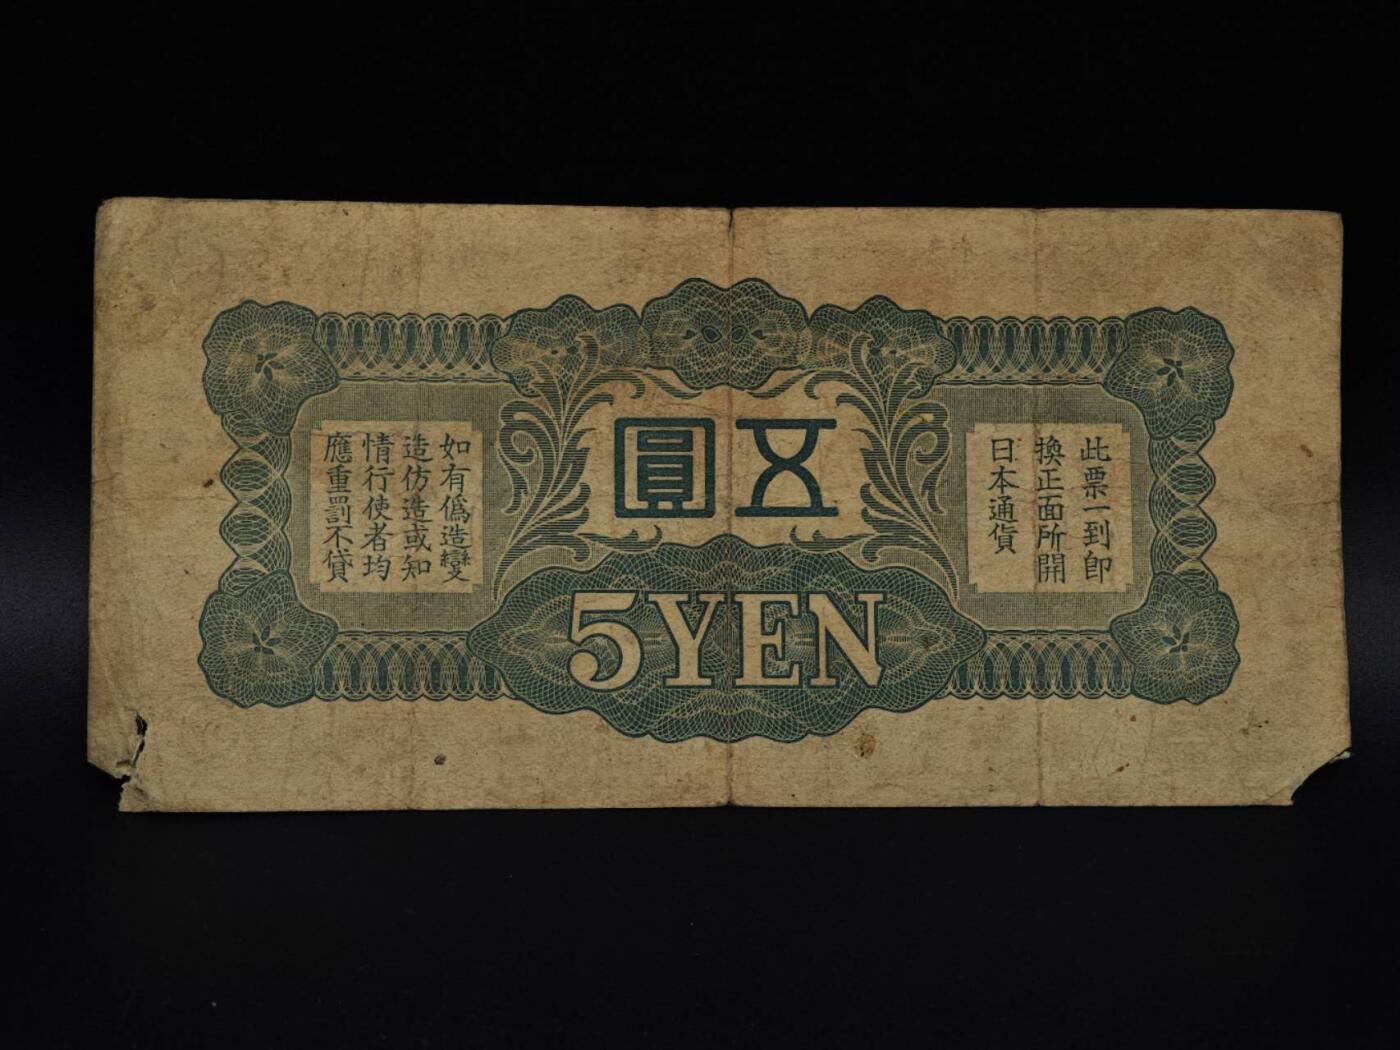 此票一到卽
換正面所開
日本通貨
五圓
如有僞造變
造仿造或知
情行使者均
應重罰不貸
5YEN